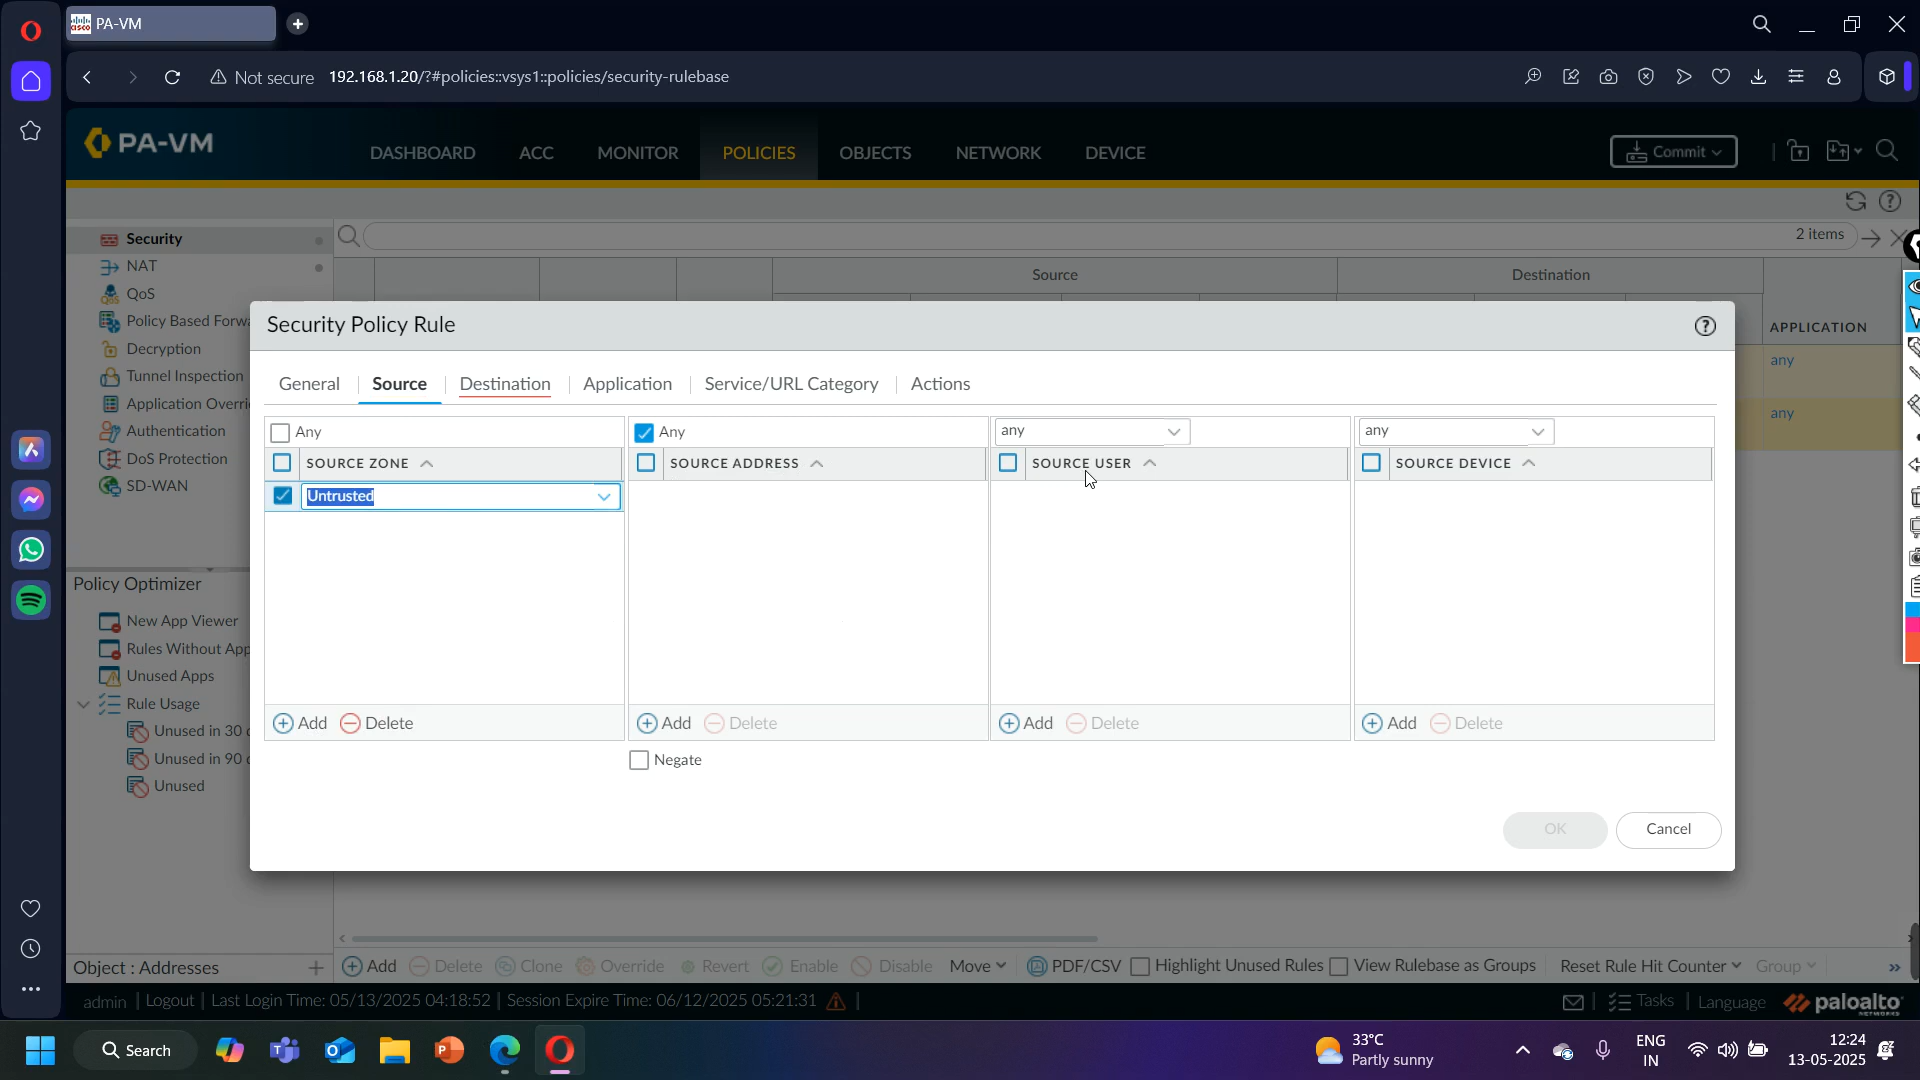 PA-VM
Not secure 192.168.1.20/?#policies::vsys1::policies/security-rulebase
PA-VM
DASHBOARD ACC MONITOR POLICIES OBJECTS NETWORK DEVICE
Commit
Security
NAT
QoS
Policy Based Forwa
Decryption
Tunnel Inspection
Application Overri
Authentication
DoS Protection
SD-WAN
2 items
Source Destination
APPLICATION
any
any
Security Policy Rule
General Source Destination Application Service/URL Category Actions
Any Any any any
SOURCE ZONE SOURCE ADDRESS SOURCE USER SOURCE DEVICE
Untrusted
Add Delete Add Delete Add Delete Add Delete
Negate
OK Cancel
Policy Optimizer
New App Viewer
Rules Without App
Unused Apps
Rule Usage
Unused in 30 d
Unused in 90 d
Unused
Object : Addresses
Add Delete Clone Override Revert Enable Disable Move PDF/CSV Highlight Unused Rules View Rulebase as Groups Reset Rule Hit Counter Group
admin Logout Last Login Time: 05/13/2025 04:18:52 Session Expire Time: 06/12/2025 05:21:31 Tasks Language paloalto NETWORKS
Search
33°C
Partly sunny
ENG
IN
12:24
13-05-2025